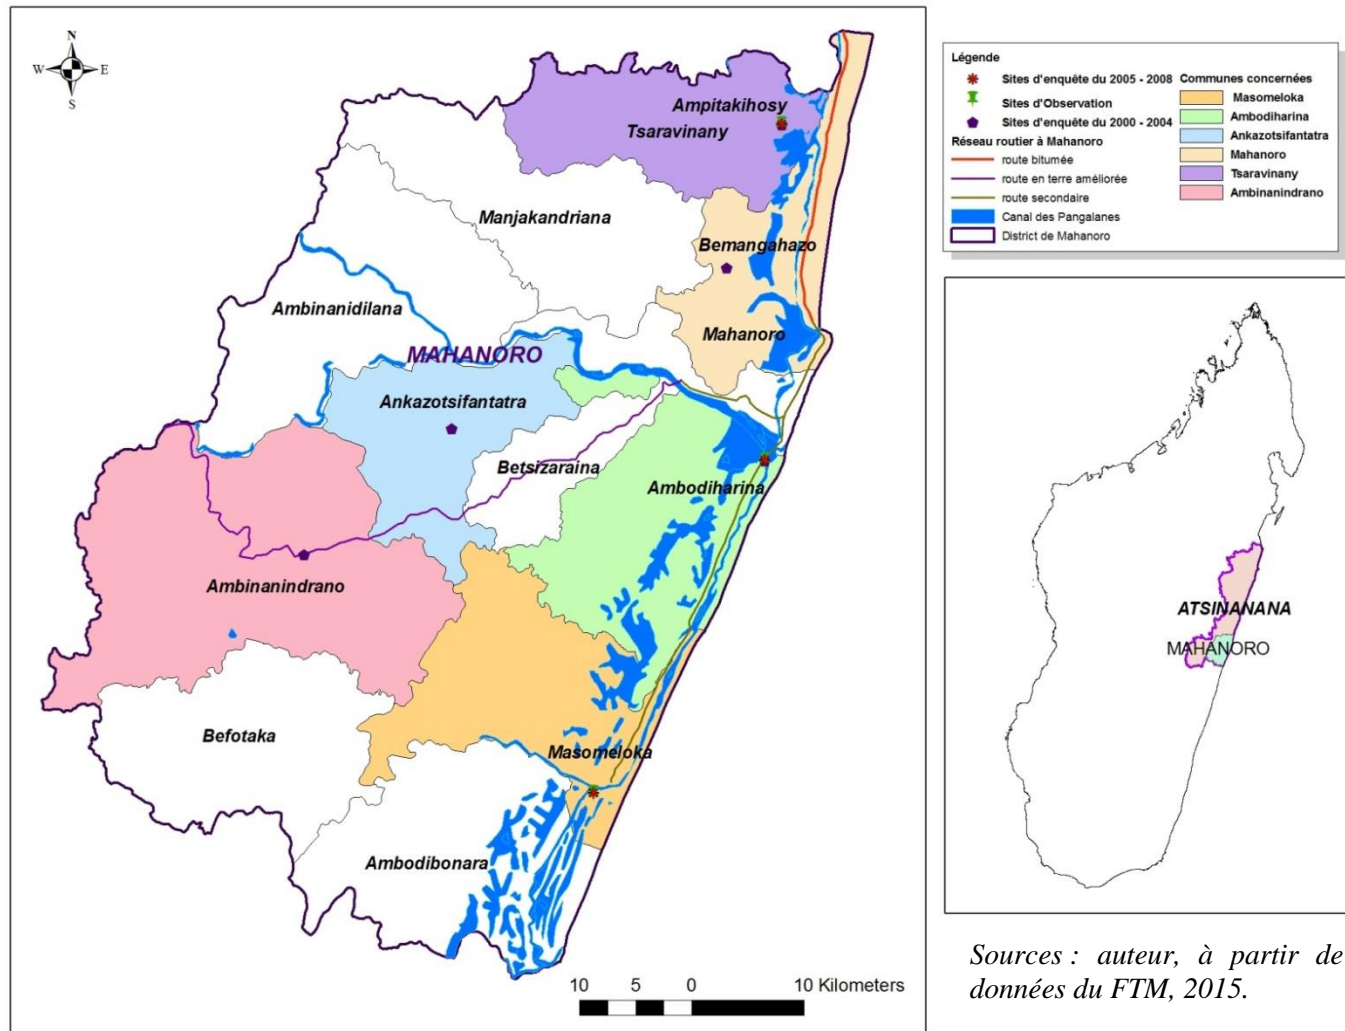 N
W E
S
Ampitakihosy
Tsaravinany
Manjakandriana
Bemangahazo
Ambinanidilana
Mahanoro
MAHANORO
Ankazotsifantatra
Betsizaraina
Ambodiharina
Ambinanindrano
Befotaka
Masomeloka
Ambodibonara
10 5 0 10 Kilometers
Légende
Sites d'enquête du 2005 - 2008
Sites d'Observation
Sites d'enquête du 2000 - 2004
Réseau routier à Mahanoro
route bitumée
route en terre améliorée
route secondaire
Canal des Pangalanes
District de Mahanoro
Communes concernées
Masomeloka
Ambodiharina
Ankazotsifantatra
Mahanoro
Tsaravinany
Ambinanindrano
ATSINANANA
MAHANORO
Sources : auteur, à partir de
données du FTM, 2015.